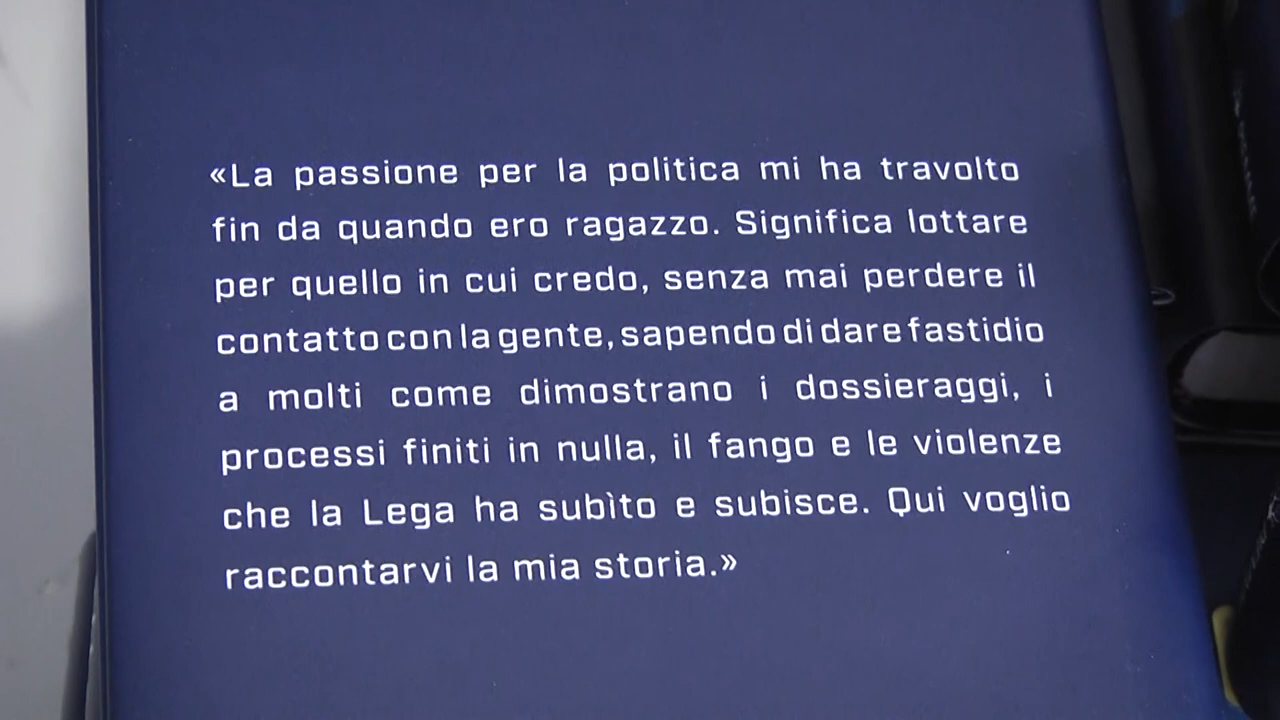 «La passione per la politica mi ha travolto
fin da quando ero ragazzo. Significa lottare
per quello in cui credo, senza mai perdere il
contatto con la gente, sapendo di dare fastidio
a molti come dimostrano i dossieraggi, i
processi finiti in nulla, il fango e le violenze
che la Lega ha subìto e subisce. Qui voglio
raccontarvi la mia storia.»